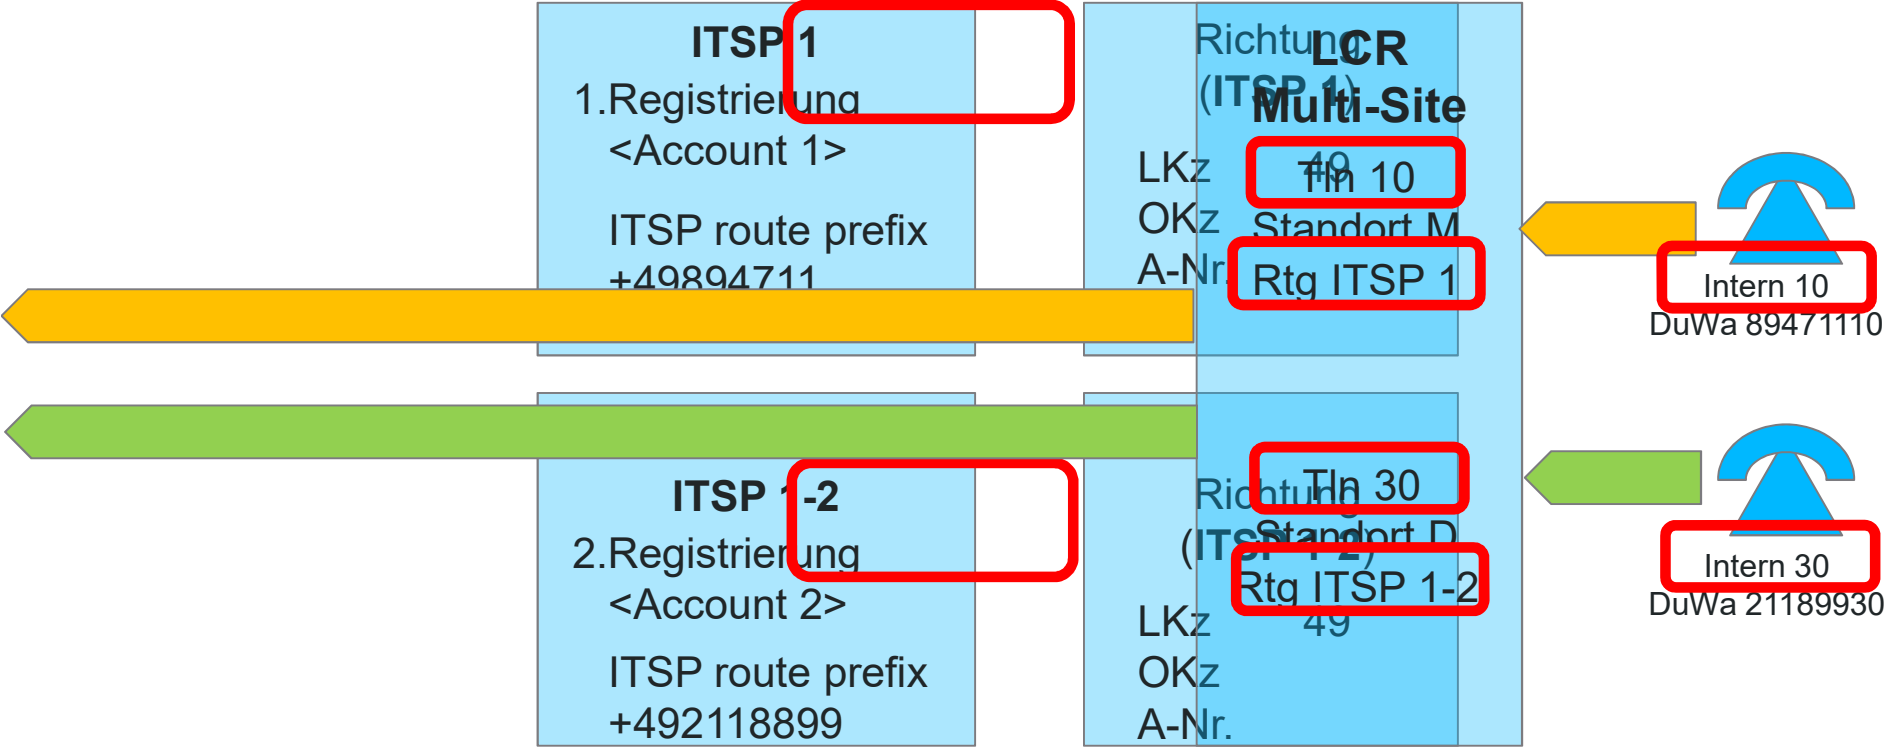 ITSP 1
1.Registrierung
<Account 1>
ITSP route prefix
+49894711
Richtung
(ITSP 1)
LKz 49
OKz
A-Nr.
LCR
Multi-Site
Tln 10
Standort M
Rtg ITSP 1
Intern 10
DuWa 89471110
ITSP 1-2
2.Registrierung
<Account 2>
ITSP route prefix
+492118899
Richtung
(ITSP 1-2)
LKz 49
OKz
A-Nr.
Tln 30
Standort D
Rtg ITSP 1-2
Intern 30
DuWa 21189930